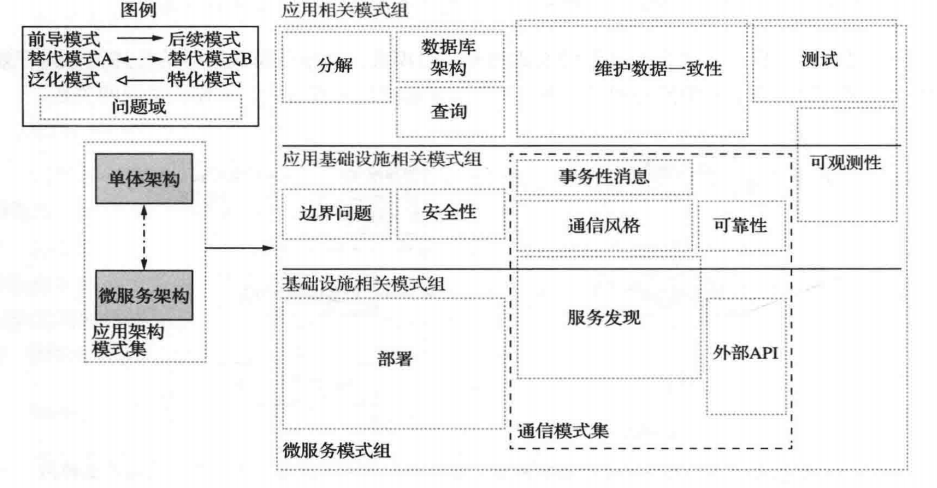 图例
前导模式 后续模式
替代模式A 替代模式B
泛化模式 特化模式
问题域
单体架构
微服务架构
应用架构
模式集
应用相关模式组
分解
数据库
架构
查询
维护数据一致性
测试
可观测性
应用基础设施相关模式组
边界问题
安全性
事务性消息
通信风格
可靠性
基础设施相关模式组
部署
服务发现
外部API
通信模式集
微服务模式组